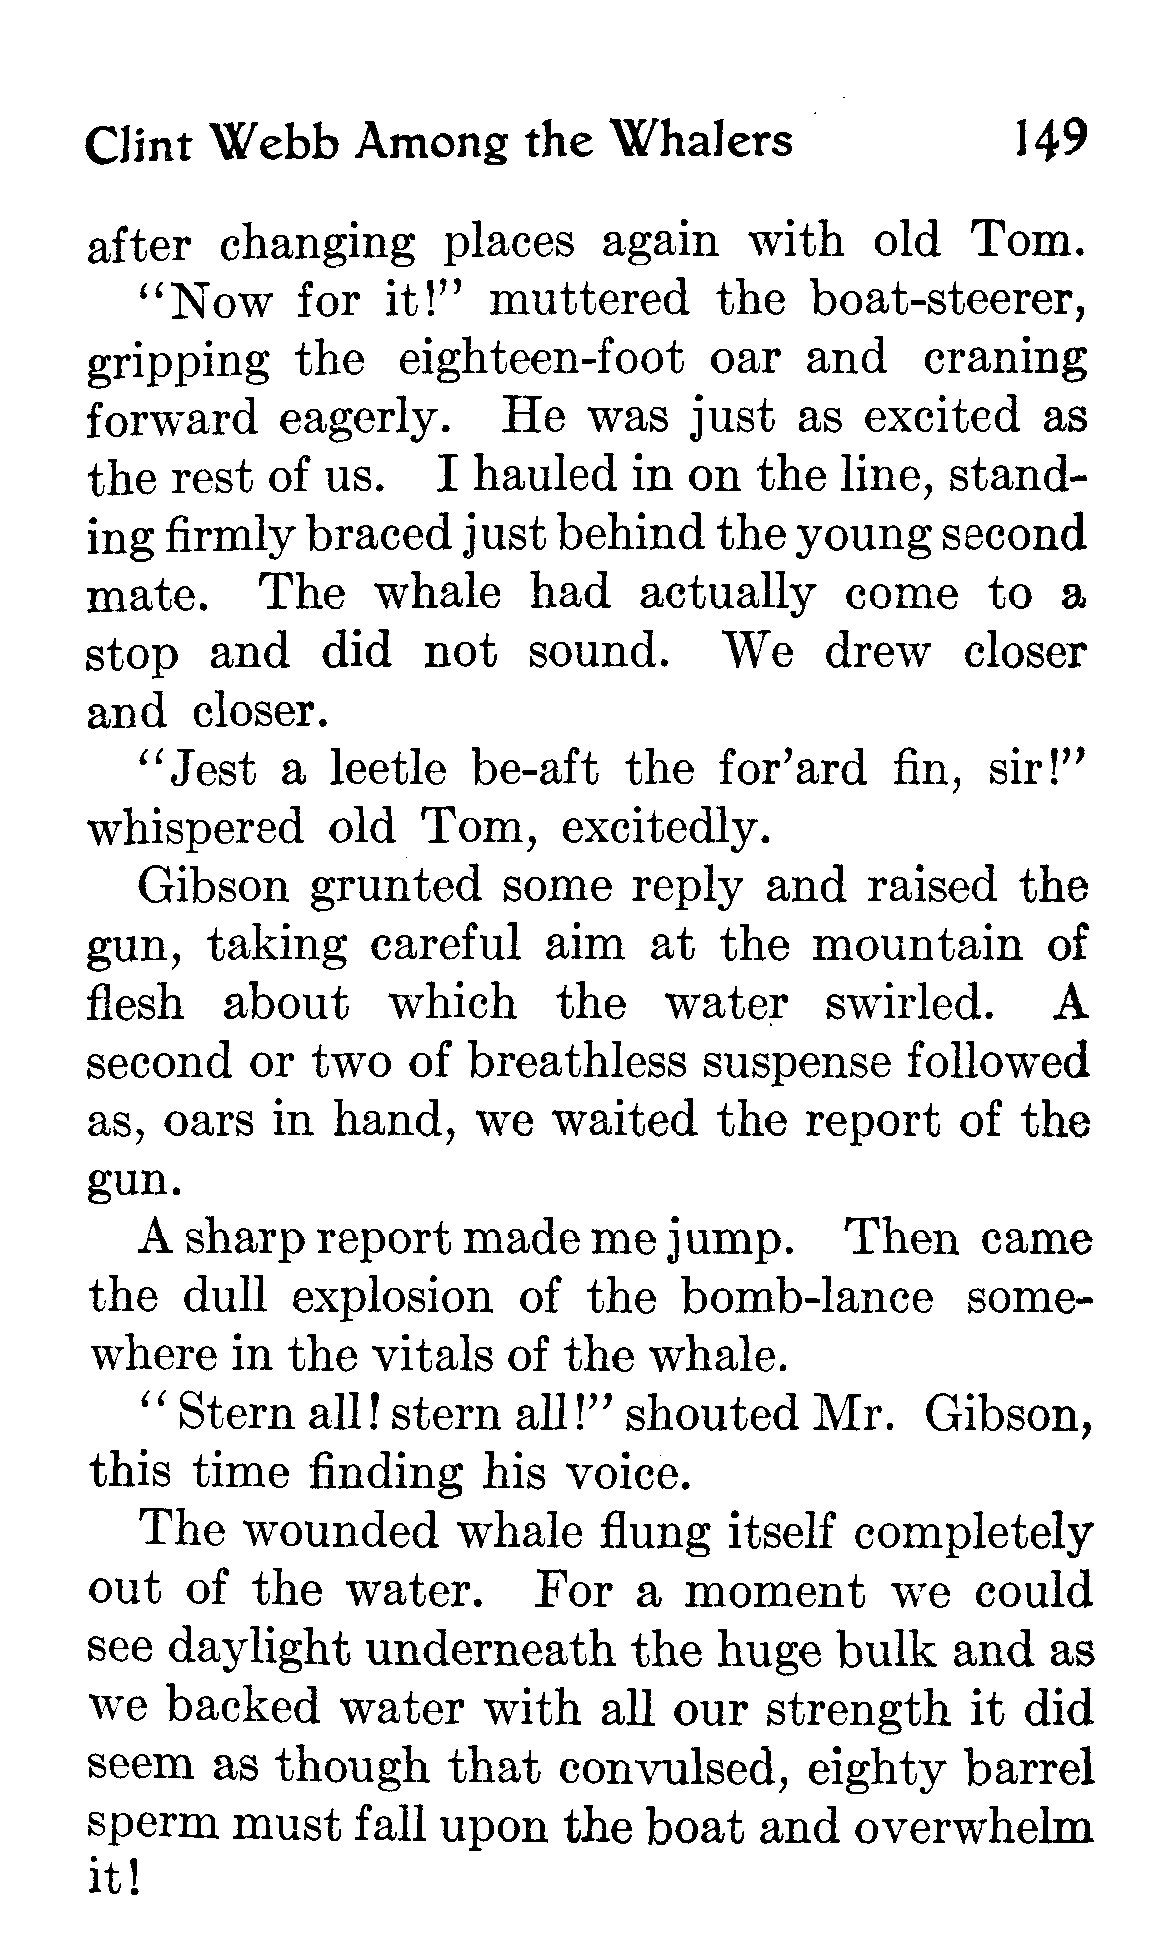 Clint Webb Among the Whalers 149
after changing places again with old Tom.
"Now for it!" muttered the boat-steerer,
gripping the eighteen-foot oar and craning
forward eagerly. He was just as excited as
the rest of us. I hauled in on the line, stand-
ing firmly braced just behind the young second
mate. The whale had actually come to a
stop and did not sound. We drew closer
and closer.
"Jest a leetle be-aft the for'ard fin, sir!"
whispered old Tom, excitedly.
Gibson grunted some reply and raised the
gun, taking careful aim at the mountain of
flesh about which the water swirled. A
second or two of breathless suspense followed
as, oars in hand, we waited the report of the
gun.
A sharp report made me jump. Then came
the dull explosion of the bomb-lance some-
where in the vitals of the whale.
"Stern all! stern all!" shouted Mr. Gibson,
this time finding his voice.
The wounded whale flung itself completely
out of the water. For a moment we could
see daylight underneath the huge bulk and as
we backed water with all our strength it did
seem as though that convulsed, eighty barrel
sperm must fall upon the boat and overwhelm
it!